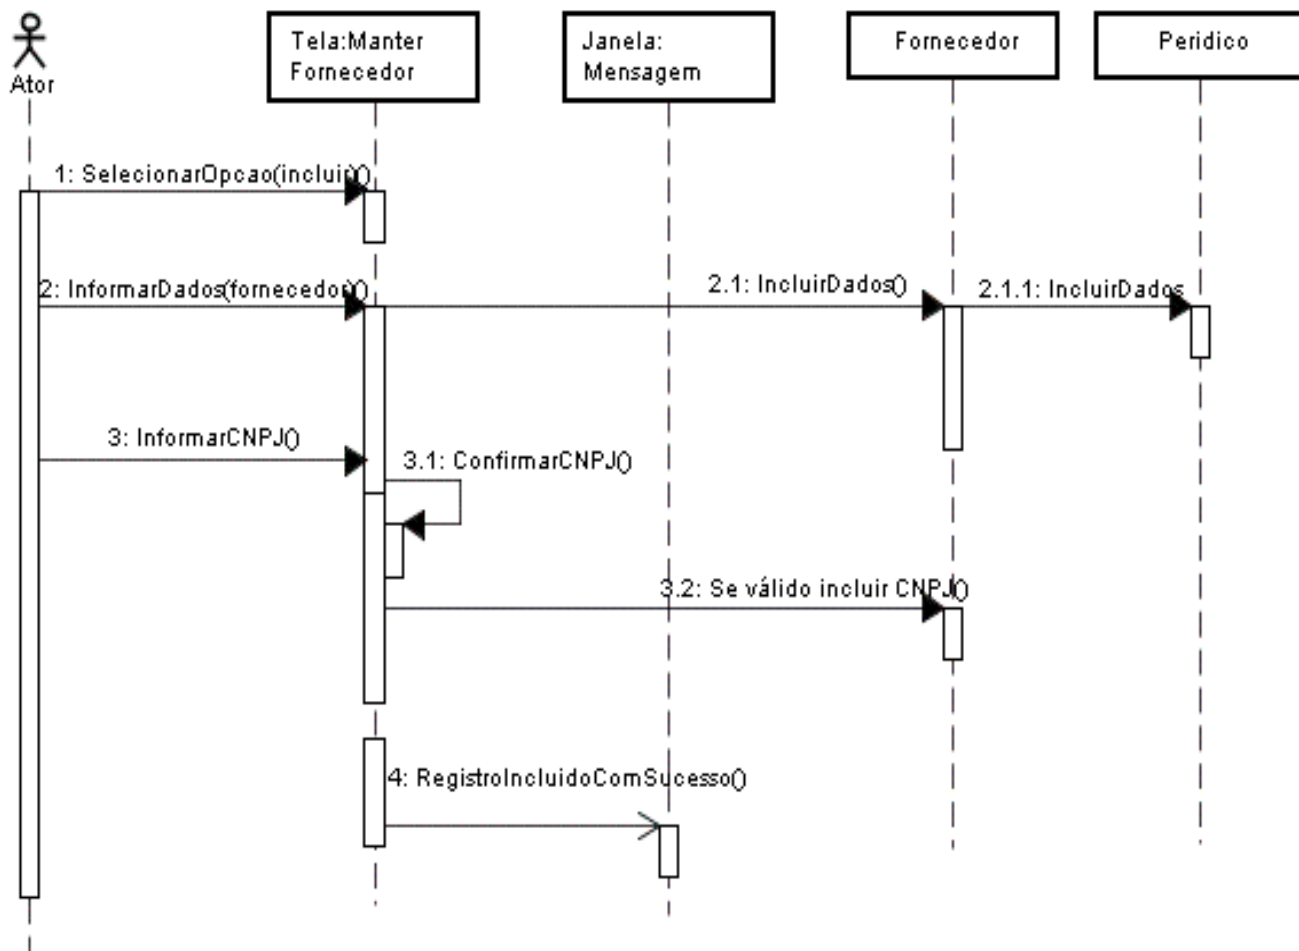 Ator
Tela:Manter
Fornecedor
Janela:
Mensagem
Fornecedor
Peridico
1: SelecionarOpcao(incluir)()
2: InformarDados(fornecedor)()
2.1: IncluirDados()
2.1.1: IncluirDados
3: InformarCNPJ()
3.1: ConfirmarCNPJ()
3.2: Se válido incluir CNPJ()
4: RegistroIncluidoComSucesso()